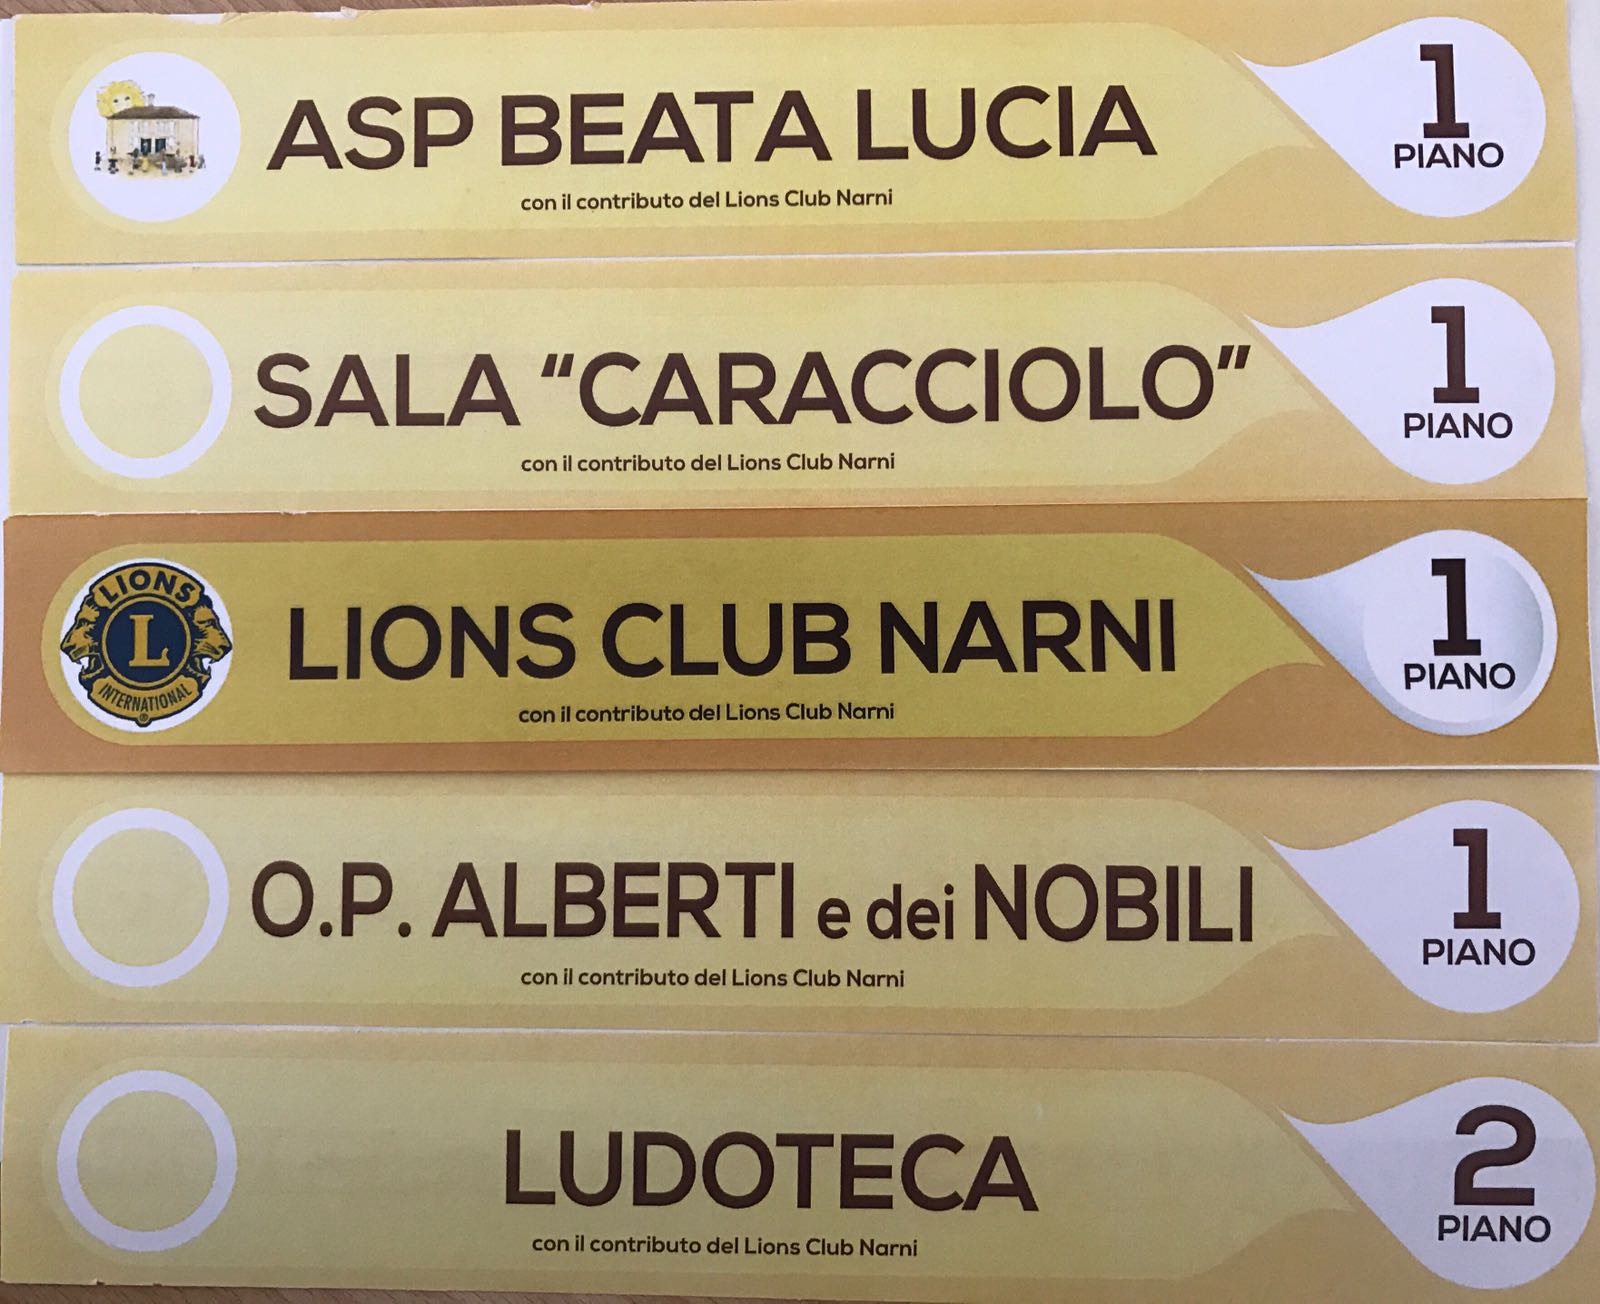 ASP BEATA LUCIA
con il contributo del Lions Club Narni
1
PIANO
SALA "CARACCIOLO"
con il contributo del Lions Club Narni
1
PIANO
LIONS
L
INTERNATIONAL
®
LIONS CLUB NARNI
con il contributo del Lions Club Narni
1
PIANO
O.P. ALBERTI e dei NOBILI
con il contributo del Lions Club Narni
1
PIANO
LUDOTECA
con il contributo del Lions Club Narni
2
PIANO